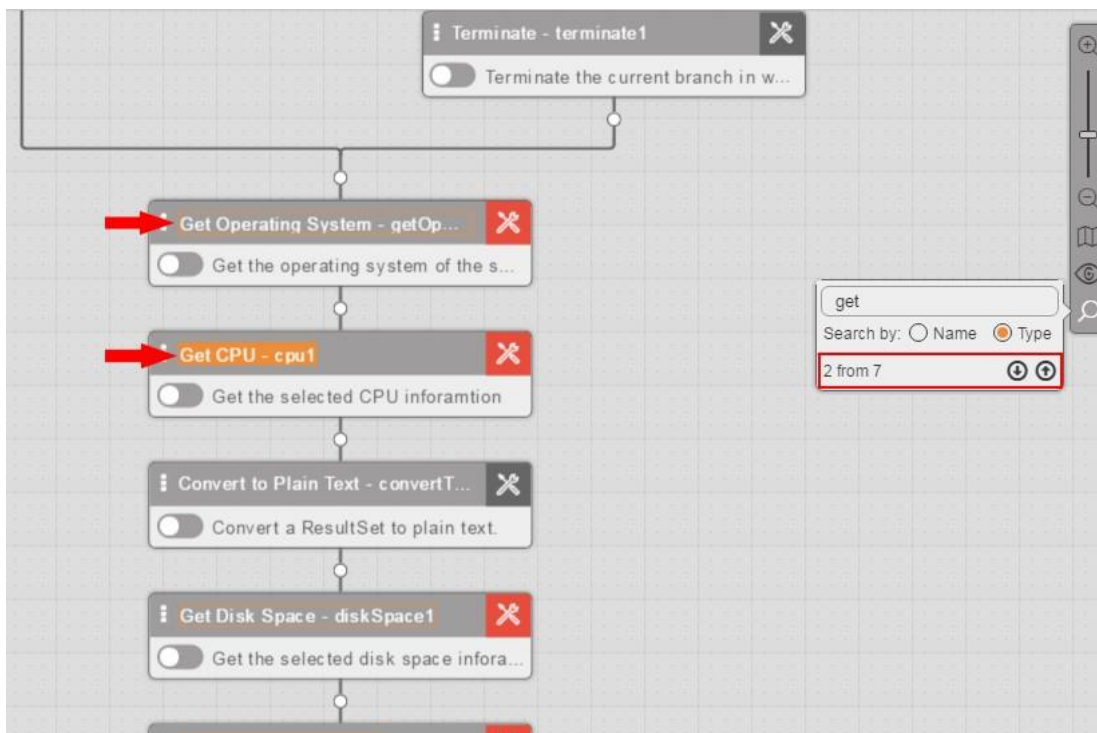 Terminate - terminate1
Terminate the current branch in w...
Get Operating System - getOp...
Get the operating system of the s...
get
Search by: Name Type
2 from 7
Get CPU - cpu1
Get the selected CPU inforamtion
Convert to Plain Text - convertT...
Convert a ResultSet to plain text.
Get Disk Space - diskSpace1
Get the selected disk space infora...